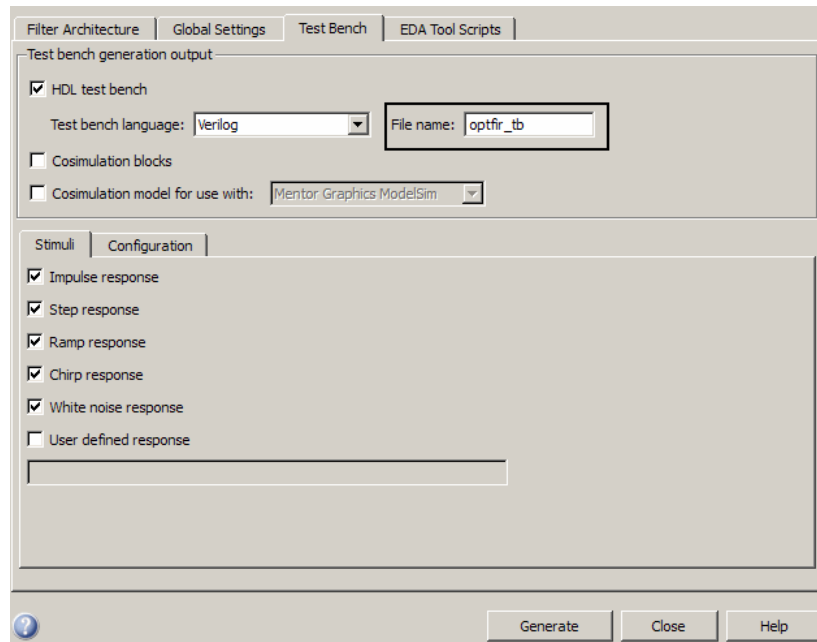 Filter Architecture Global Settings Test Bench EDA Tool Scripts
Test bench generation output
HDL test bench
Test bench language: Verilog File name: optfir_tb
Cosimulation blocks
Cosimulation model for use with: Mentor Graphics ModelSim
Stimuli Configuration
Impulse response
Step response
Ramp response
Chirp response
White noise response
User defined response
? Generate Close Help